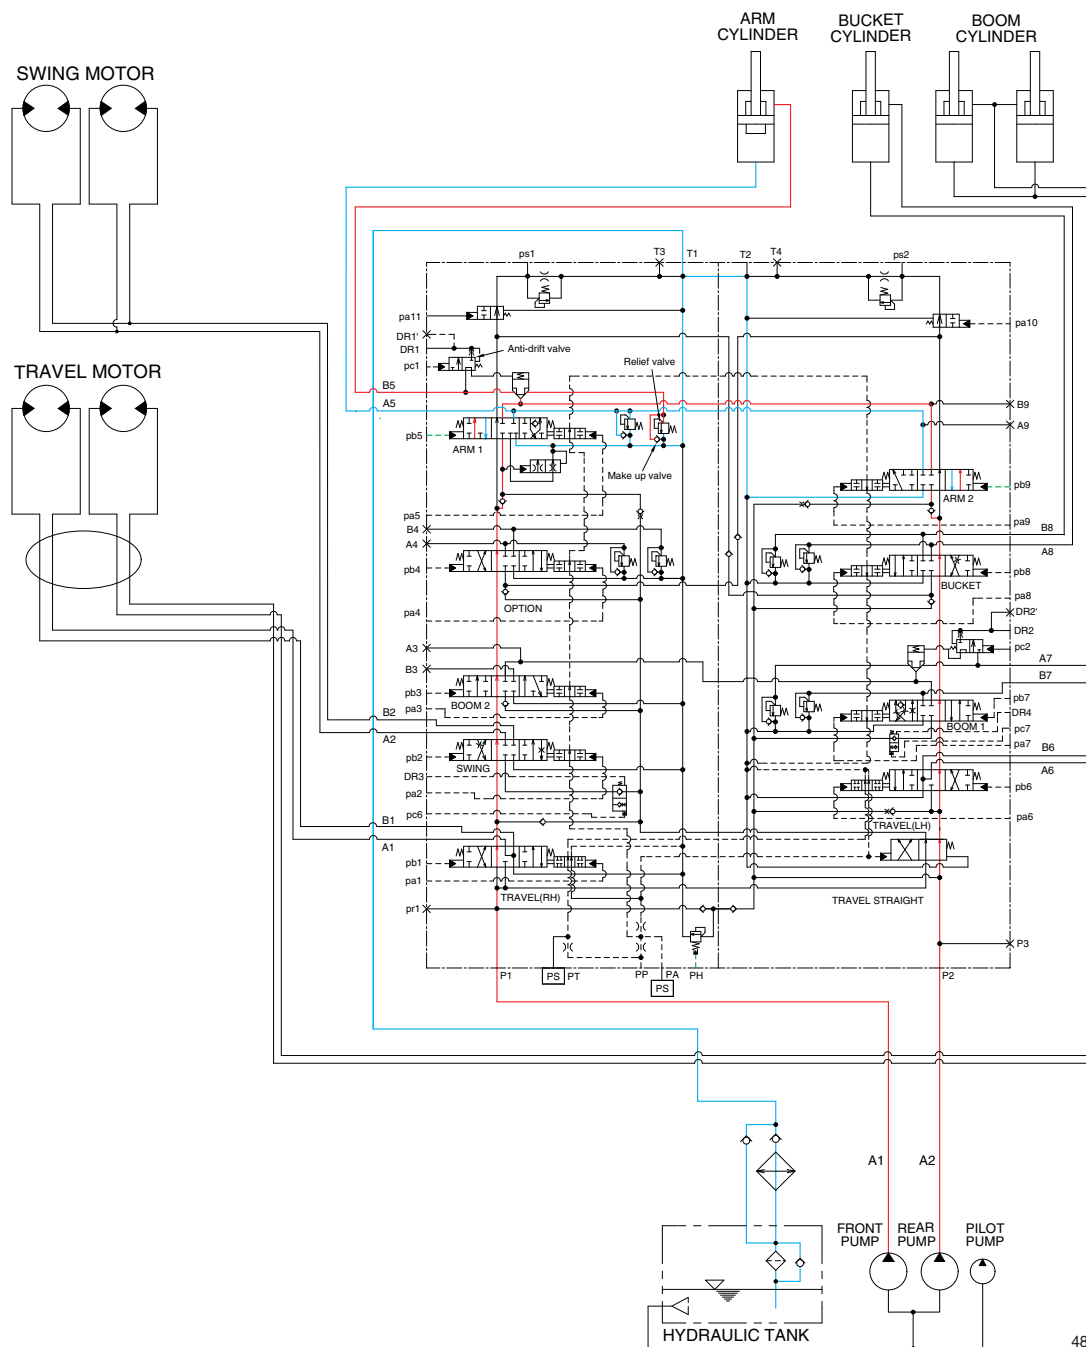 ARM
CYLINDER
BUCKET
CYLINDER
BOOM
CYLINDER
SWING MOTOR
ps1
T3
T1
T2
T4
ps2
pa11
pa10
DR1'
DR1
Anti-drift valve
pc1
TRAVEL MOTOR
Relief valve
B5
A5
B9
A9
pb5
ARM 1
Make up valve
pb9
ARM 2
pa5
pa9
B4
B8
A4
A8
pb4
pb8
BUCKET
OPTION
pa8
pa4
DR2'
DR2
A3
pc2
A7
B3
B7
pb3
pb7
BOOM 2
pa3
DR4
B2
BOOM 1
pc7
A2
pa7
B6
pb2
SWING
A6
DR3
pb6
pa2
pc6
pa6
B1
TRAVEL(LH)
A1
pb1
pa1
TRAVEL(RH)
TRAVEL STRAIGHT
pr1
P3
P1
PS
PT
PP
PA
PH
P2
PS
A1
A2
FRONT
PUMP
REAR
PUMP
PILOT
PUMP
HYDRAULIC TANK
48